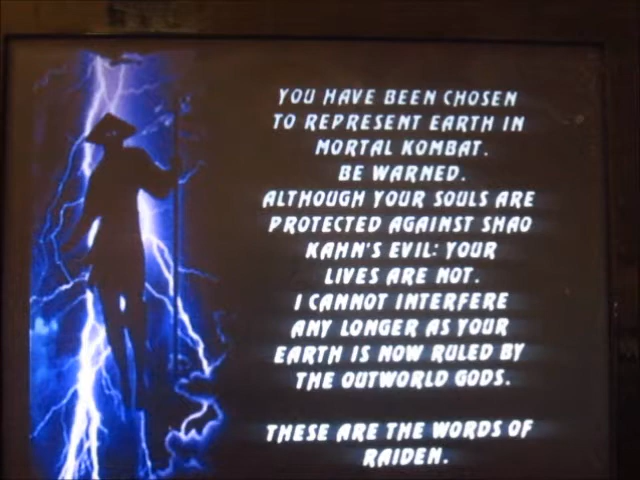 YOU HAVE BEEN CHOSEN
TO REPRESENT EARTH IN
MORTAL KOMBAT.
BE WARNED.
ALTHOUGH YOUR SOULS ARE
PROTECTED AGAINST SHAO
KAHN'S EVIL: YOUR
LIVES ARE NOT.
I CANNOT INTERFERE
ANY LONGER AS YOUR
EARTH IS NOW RULED BY
THE OUTWORLD GODS.
THESE ARE THE WORDS OF
RAIDEN.